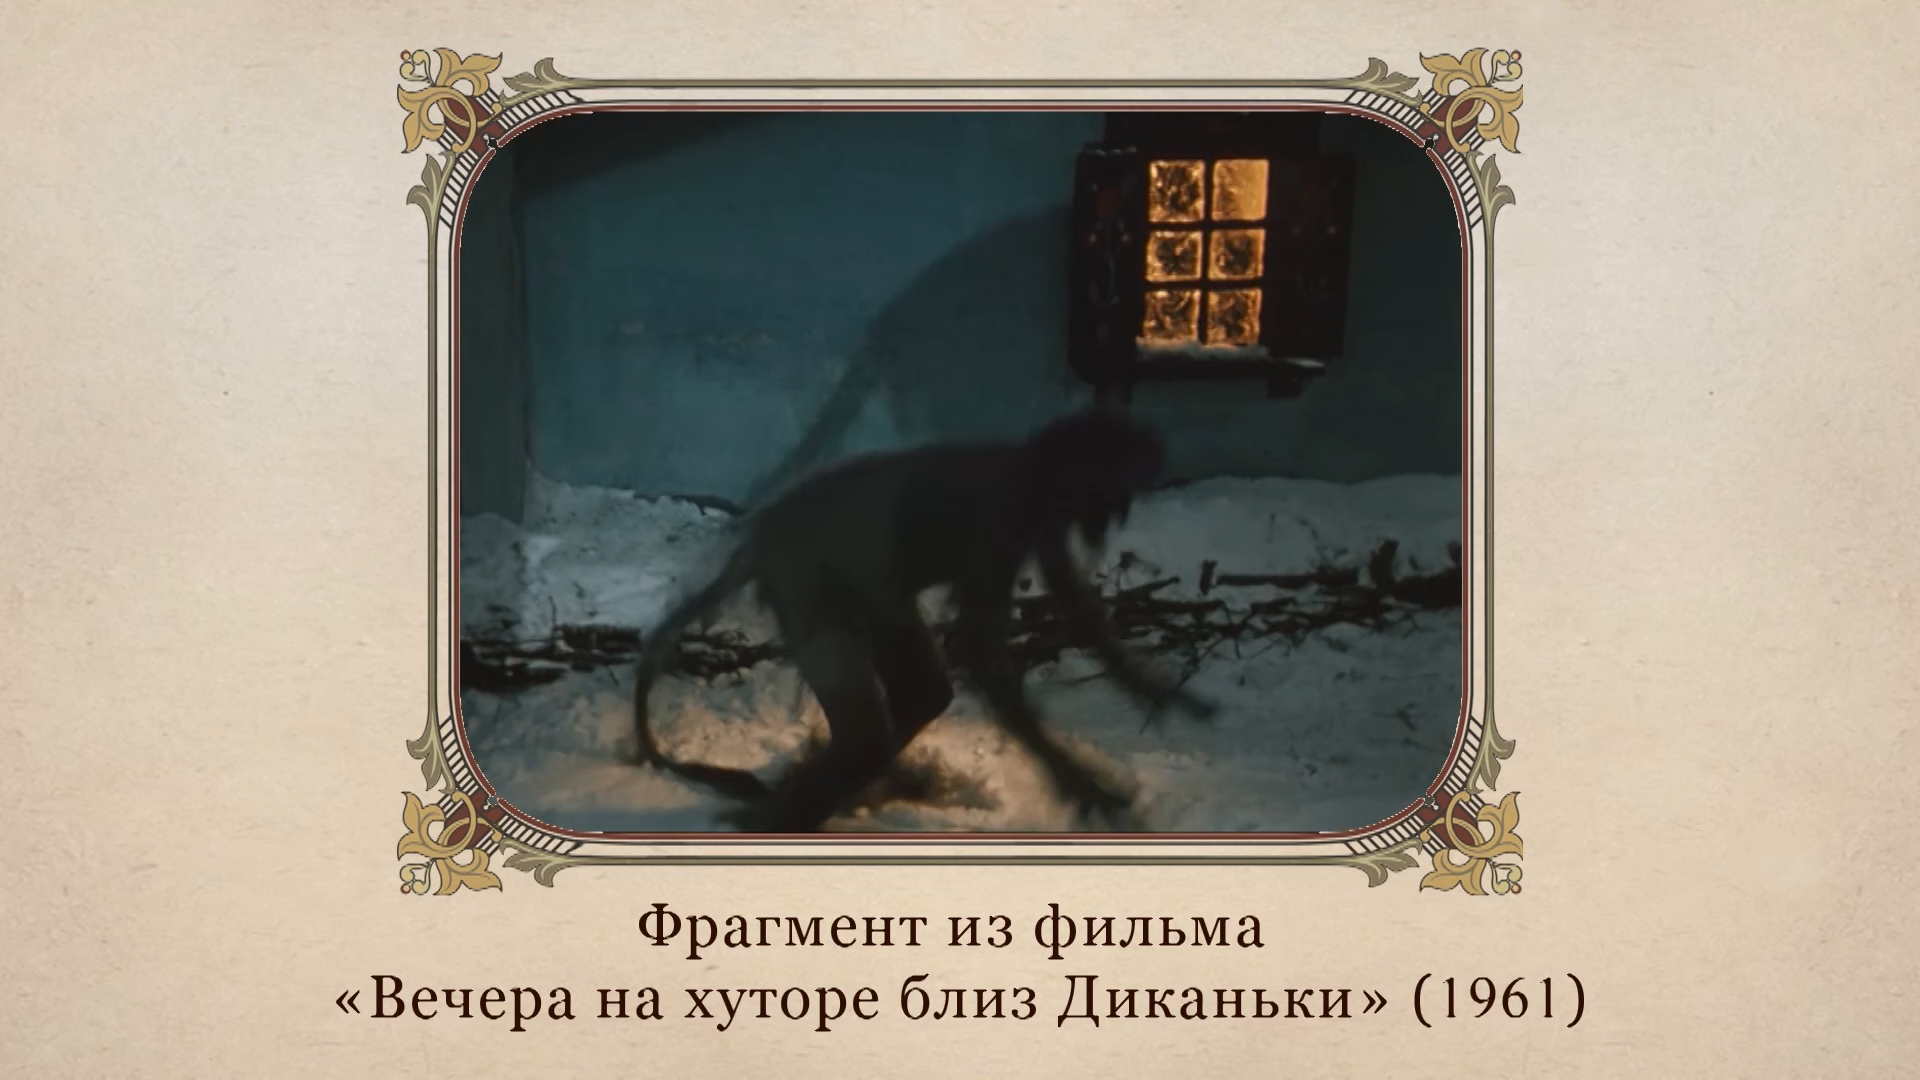 Фрагмент из фильма
«Вечера на хуторе близ Диканьки» (1961)